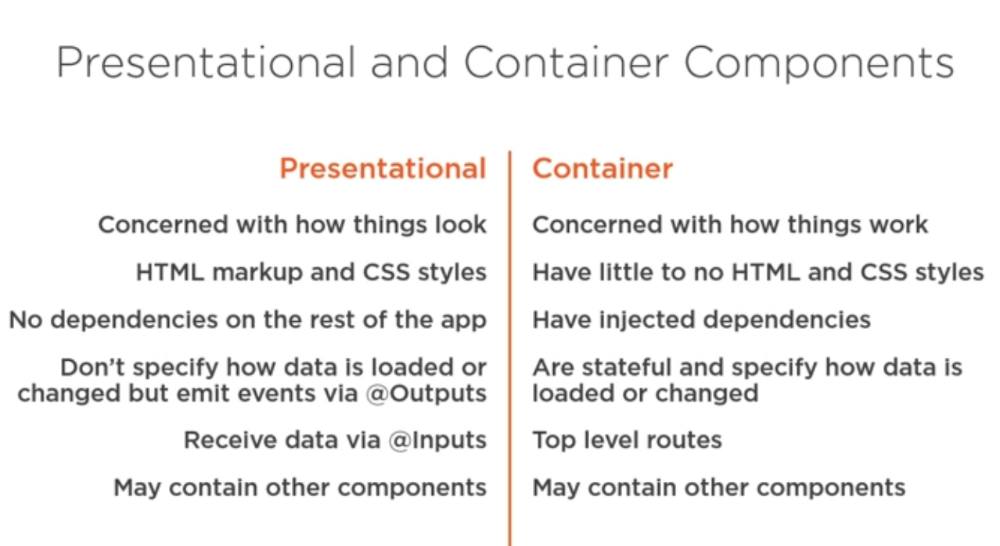 Presentational and Container Components
Presentational
Concerned with how things look
HTML markup and CSS styles
No dependencies on the rest of the app
Don't specify how data is loaded or
changed but emit events via @Outputs
Receive data via @Inputs
May contain other components
Container
Concerned with how things work
Have little to no HTML and CSS styles
Have injected dependencies
Are stateful and specify how data is
loaded or changed
Top level routes
May contain other components